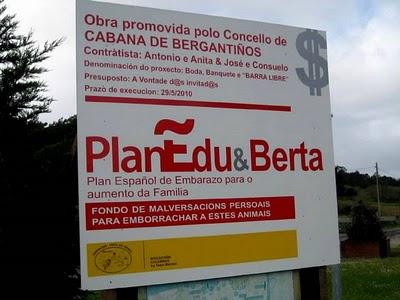 Obra promovida polo Concello de
CABANA DE BERGANTIÑOS
Contràtista: Antonio e Anita & José e Consuelo
Denominación do proxecto: Boda, Banquete e "BARRA LIBRE"
Presuposto: A Vontade d@s invitad@s
Prazo de execucion: 29/5/2010
$
PlanEdu&Berta
Plan Español de Embarazo para o
aumento da Familia
FONDO DE MALVERSACIONS PERSOAIS
PARA EMBORRACHAR A ESTES ANIMAIS